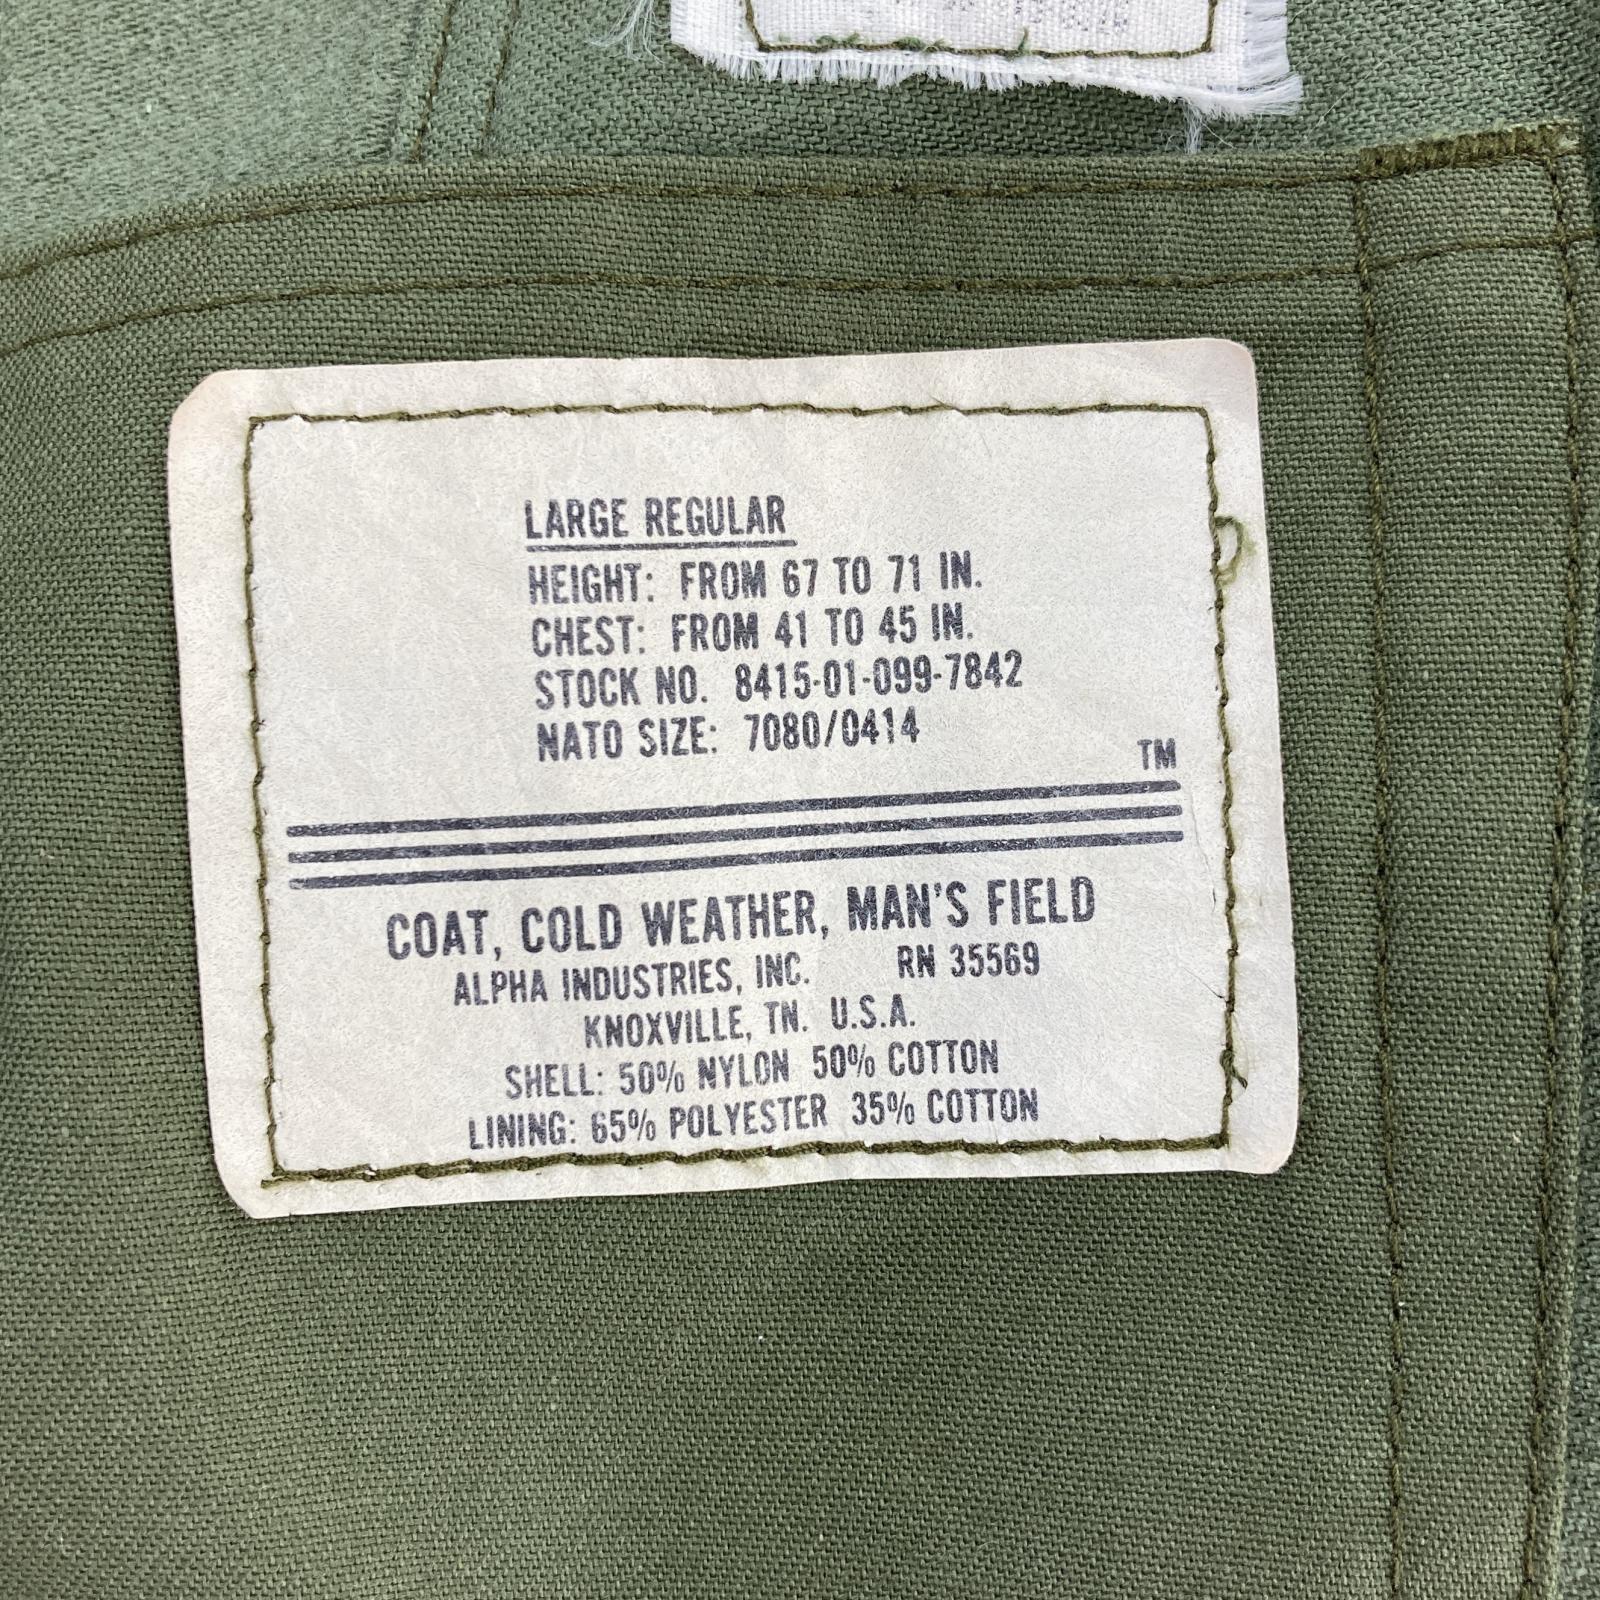 LARGE REGULAR
HEIGHT: FROM 67 TO 71 IN.
CHEST: FROM 41 TO 45 IN.
STOCK NO. 8415-01-099-7842
NATO SIZE: 7080/0414
TM
COAT, COLD WEATHER, MAN'S FIELD
ALPHA INDUSTRIES, INC. RN 35569
KNOXVILLE, TN. U.S.A.
SHELL: 50% NYLON 50% COTTON
LINING: 65% POLYESTER 35% COTTON